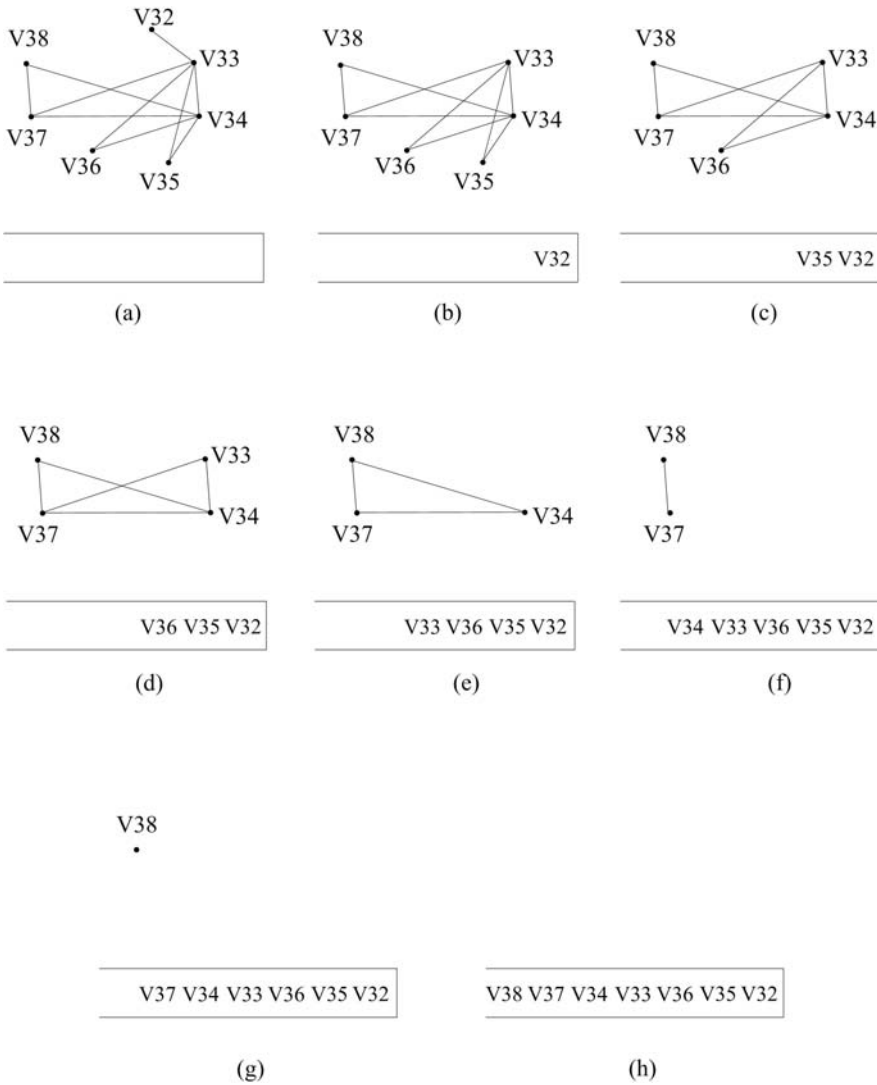 V32
V38 V33
V37 V34
V36
V35
(a)
V38 V33
V37 V34
V36
V35
V32
(b)
V38 V33
V37 V34
V36
V35 V32
(c)
V38 V33
V37 V34
V36 V35 V32
(d)
V38
V37 V34
V33 V36 V35 V32
(e)
V38
V37
V34 V33 V36 V35 V32
(f)
V38
V37 V34 V33 V36 V35 V32
(g)
V38 V37 V34 V33 V36 V35 V32
(h)